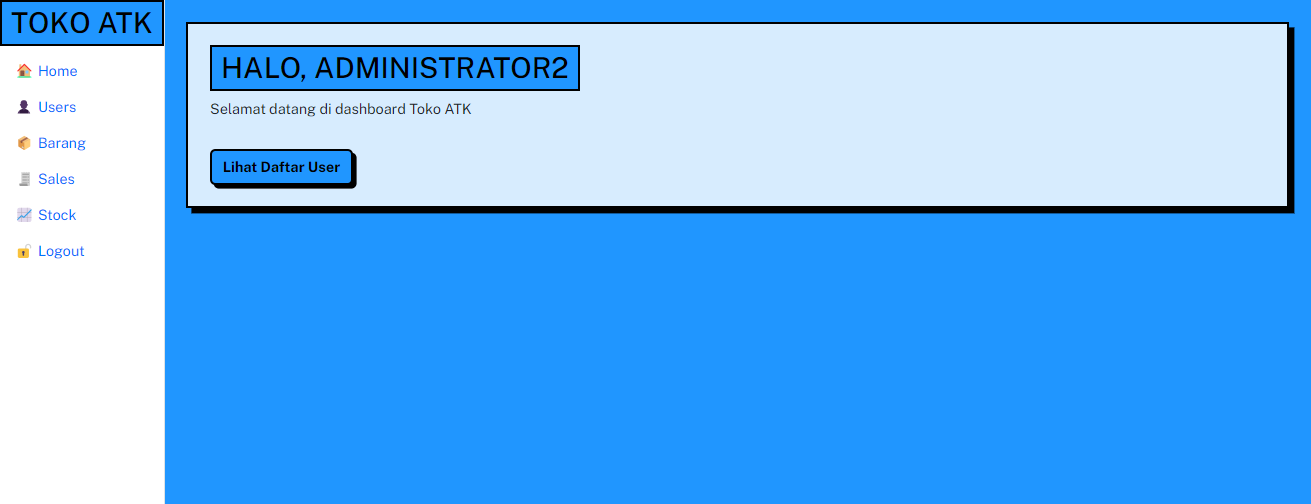 TOKO ATK
Home
Users
Barang
Sales
Stock
Logout
HALO, ADMINISTRATOR2
Selamat datang di dashboard Toko ATK
Lihat Daftar User